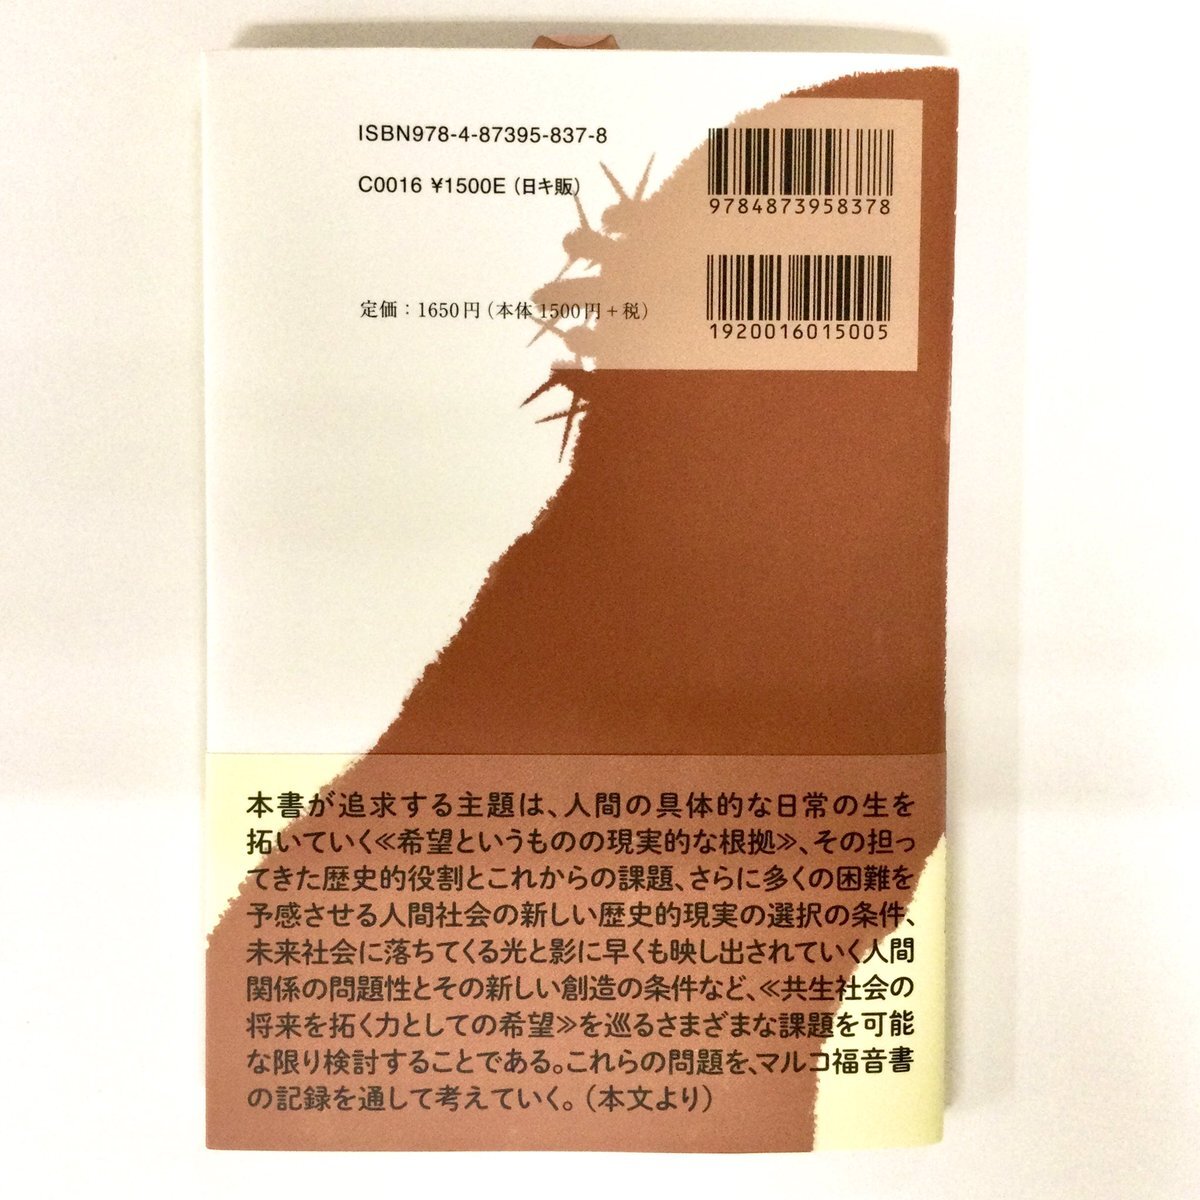 ISBN978-4-87395-837-8
C0016 ¥1500E (日キ販)
定価：1650円（本体 1500円＋税）
9784873958378
1920016015005
本書が追求する主題は、人間の具体的な日常の生を
拓いていく≪希望というものの現実的な根拠≫、その担っ
てきた歴史的役割とこれからの課題、さらに多くの困難を
予感させる人間社会の新しい歴史的現実の選択の条件、
未来社会に落ちてくる光と影に早くも映し出されていく人間
関係の問題性とその新しい創造の条件など、≪共生社会の
将来を拓く力としての希望≫を巡るさまざまな課題を可能
な限り検討することである。これらの問題を、マルコ福音書
の記録を通して考えていく。（本文より）